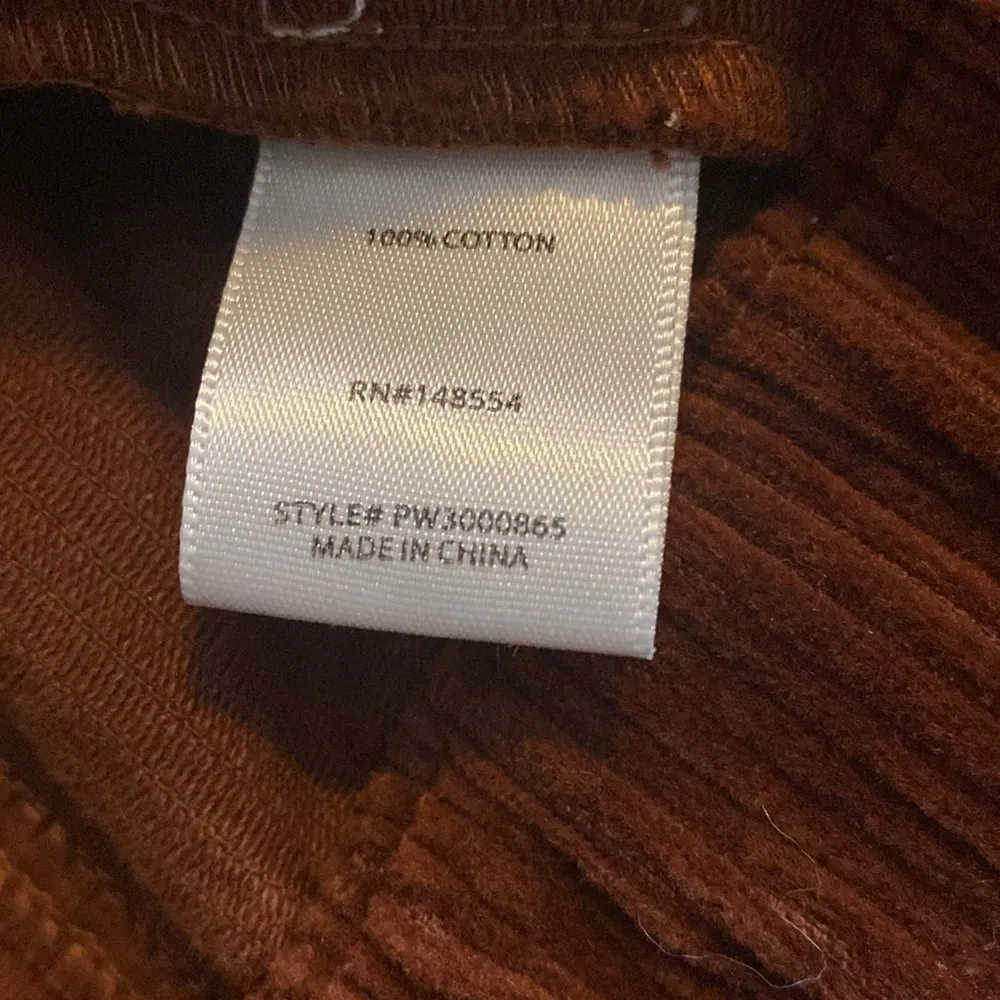 100% COTTON
RN#148554
STYLE# PW3000865
MADE IN CHINA